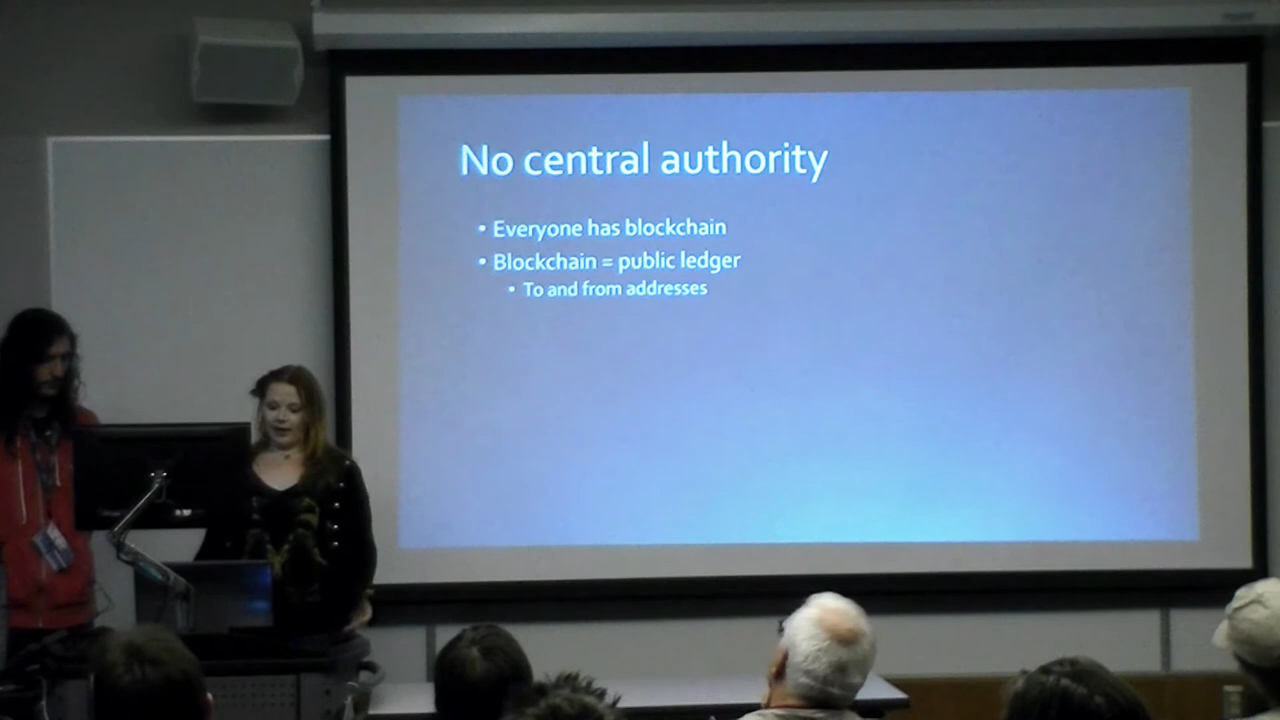 No central authority
• Everyone has blockchain
• Blockchain = public ledger
• To and from addresses